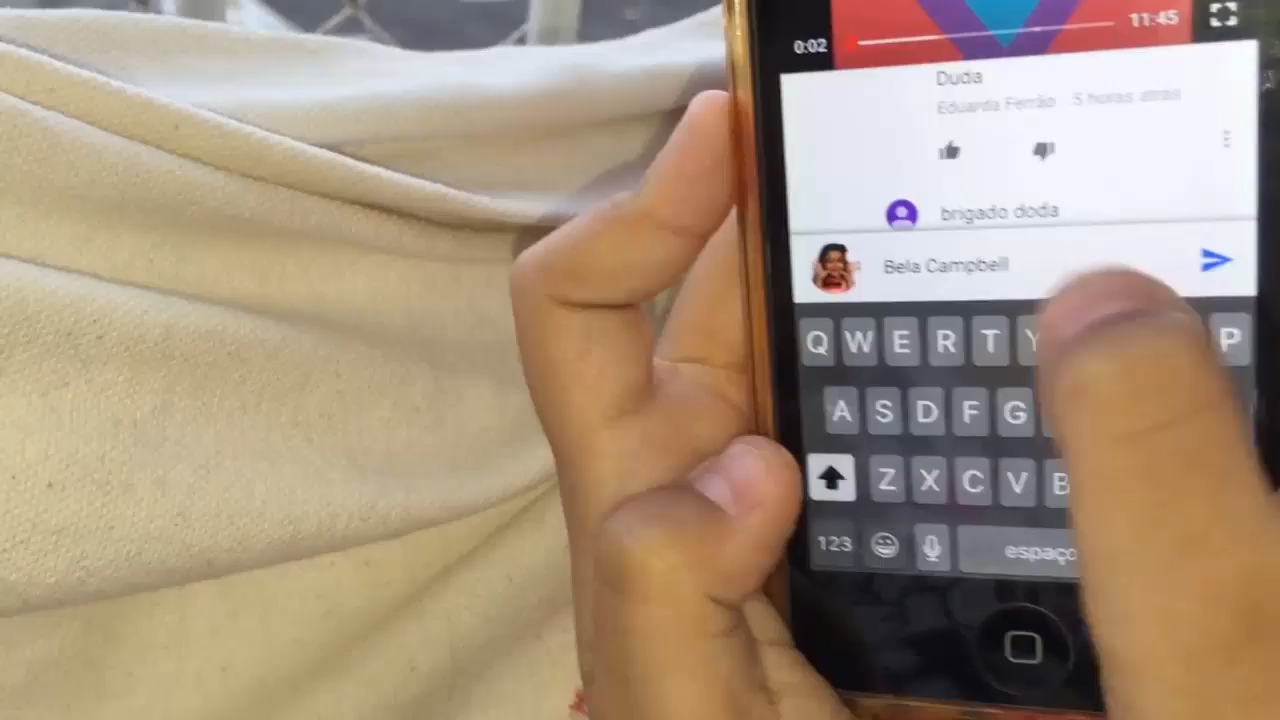 0:02 11:45
Duda
Eduarda Ferrão 5 horas atrás
brigado doda
Bela Campbell
Q W E R T Y P
A S D F G
Z X C V B
123 espaço